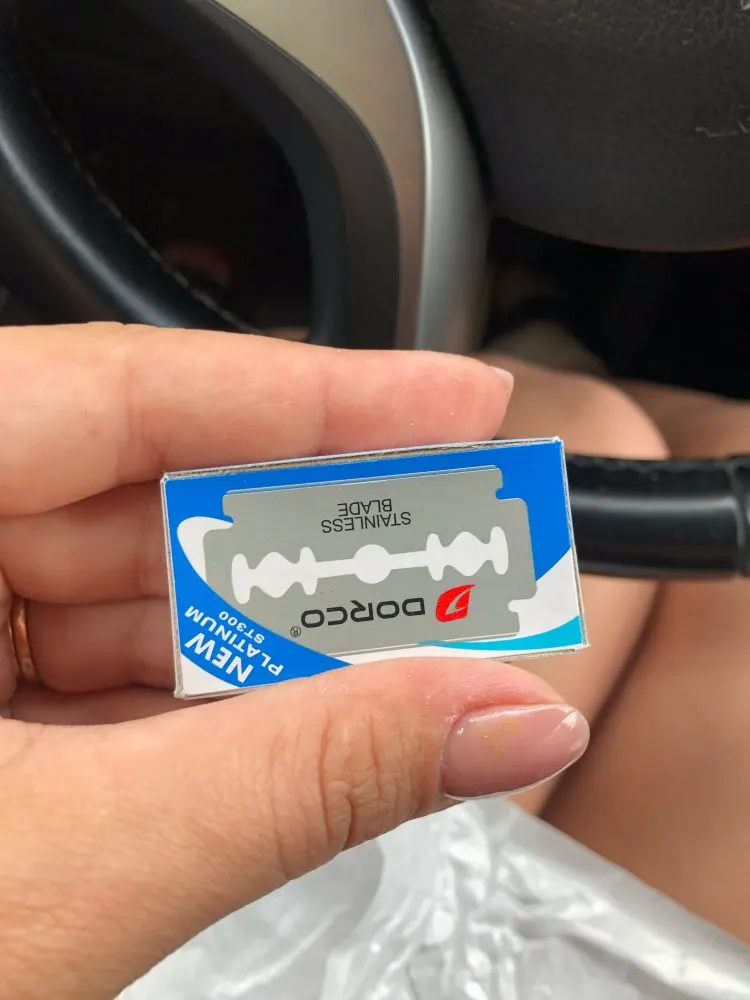 DORCO®
STAINLESS
BLADE
NEW
PLATINUM
ST300